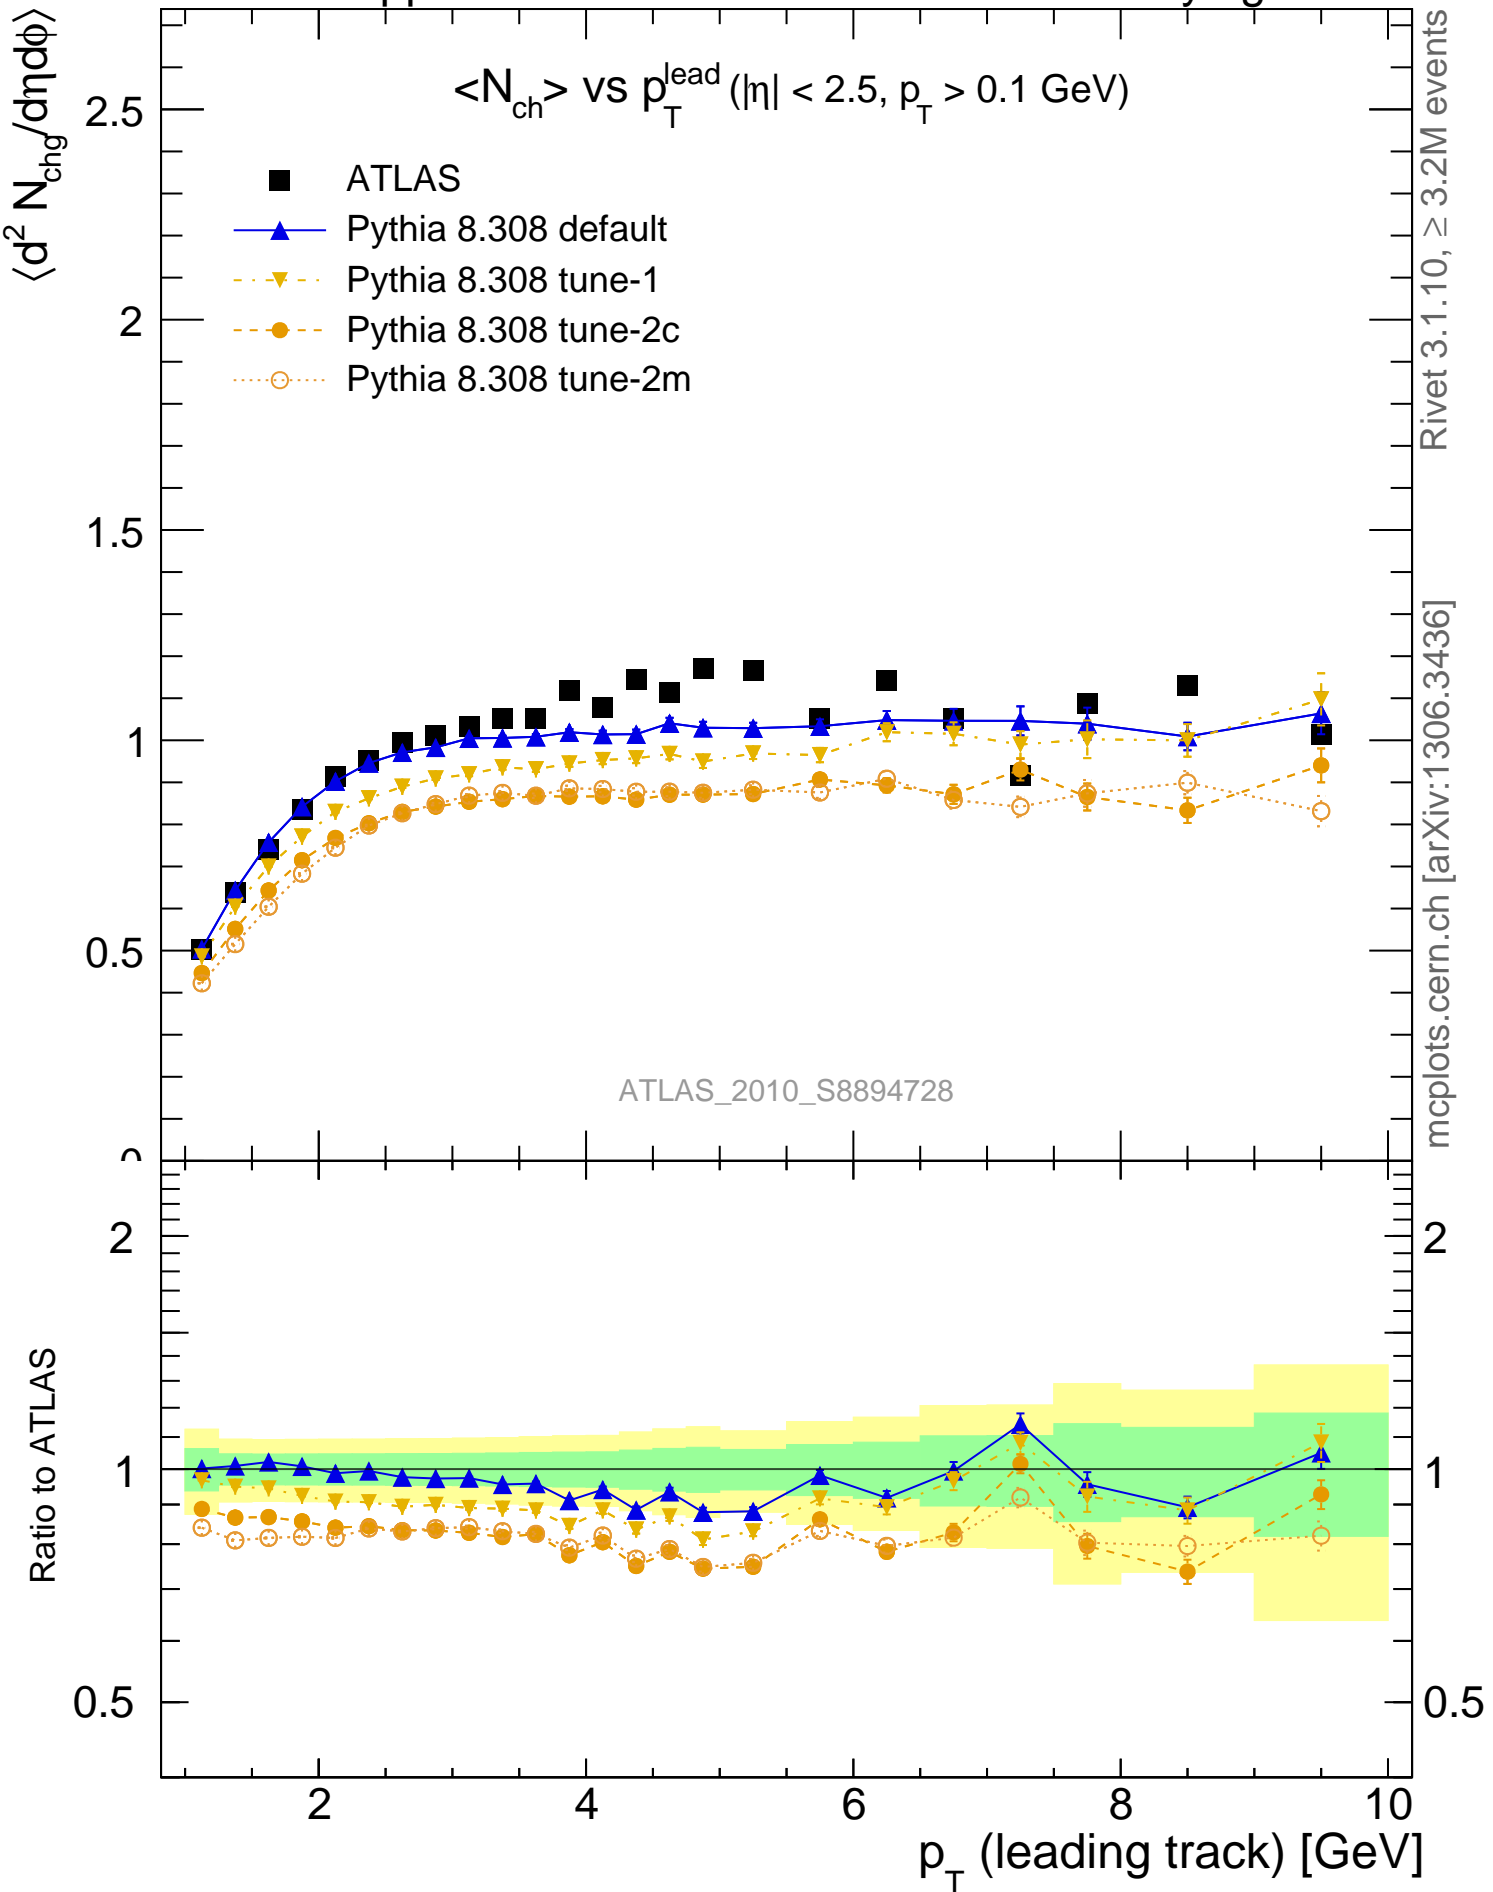 <N_ch> vs p_T^lead (|η| < 2.5, p_T > 0.1 GeV)
⟨d² N_chg/dηdϕ⟩
ATLAS
Pythia 8.308 default
Pythia 8.308 tune-1
Pythia 8.308 tune-2c
Pythia 8.308 tune-2m
2.5
2
1.5
1
0.5
ATLAS_2010_S8894728
Rivet 3.1.10, ≥ 3.2M events
mcplots.cern.ch [arXiv:1306.3436]
Ratio to ATLAS
2
1
0.5
2
1
0.5
2
4
6
8
10
p_T (leading track) [GeV]